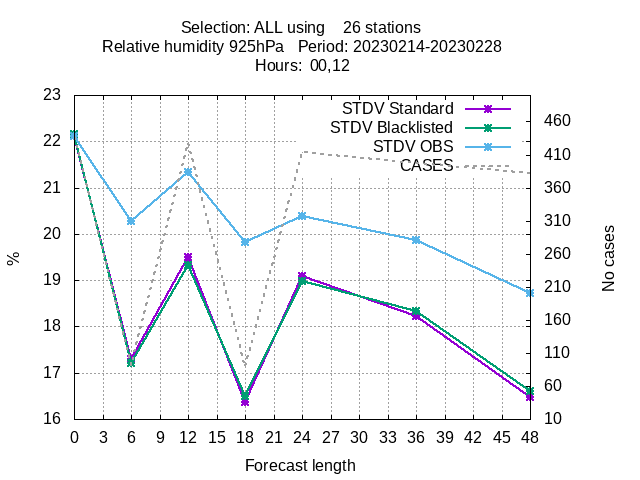 Selection: ALL using    26 stations
Relative humidity 925hPa   Period: 20230214-20230228
Hours:  00,12
STDV Standard
STDV Blacklisted
STDV OBS
CASES
%
No cases
23
22
21
20
19
18
17
16
460
410
360
310
260
210
160
110
60
10
0 3 6 9 12 15 18 21 24 27 30 33 36 39 42 45 48
Forecast length